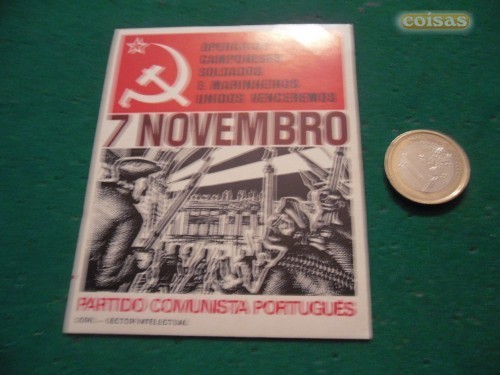 coisas
OPERÁRIOS
CAMPONESES
SOLDADOS
E MARINHEIROS
UNIDOS VENCEREMOS
7 NOVEMBRO
PARTIDO COMUNISTA PORTUGUÊS
SECTOR INTELECTUAL